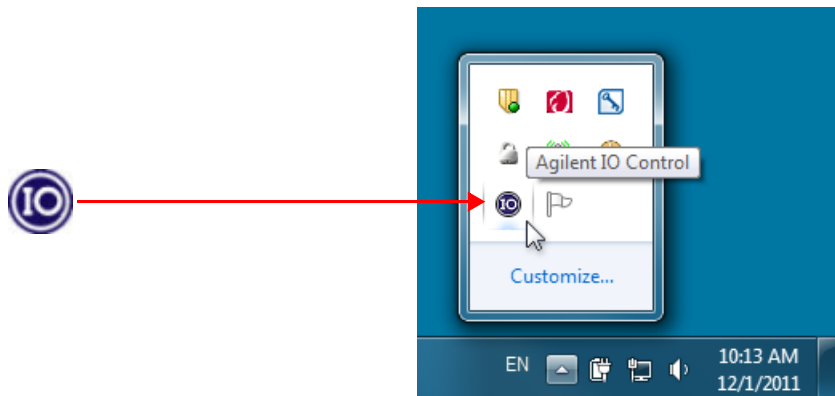 IO
Agilent IO Control
IO
Customize...
EN
10:13 AM
12/1/2011